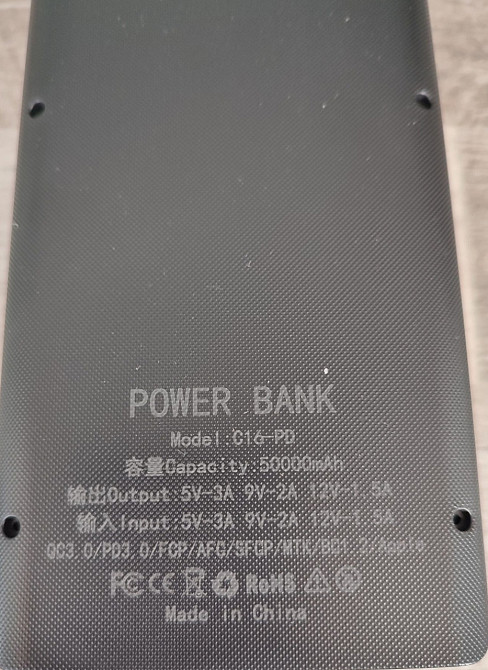 POWER BANK
Model:C16-PD
容量Capacity:50000mAh
输出Output:5V-3A 9V-2A 12V-1.5A
输入Input:5V-3A 9V-2A 12V-1.5A
QC3.0/PD3.0/FCP/AFC/SFCP/MTK/BC1.2/Apple
FC CE RoHS
Made in China